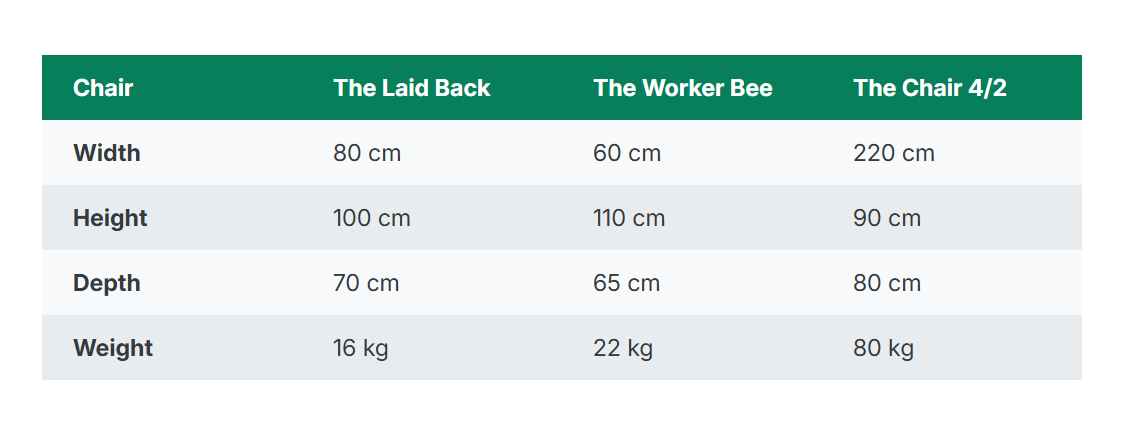 Chair The Laid Back The Worker Bee The Chair 4/2
Width 80 cm 60 cm 220 cm
Height 100 cm 110 cm 90 cm
Depth 70 cm 65 cm 80 cm
Weight 16 kg 22 kg 80 kg